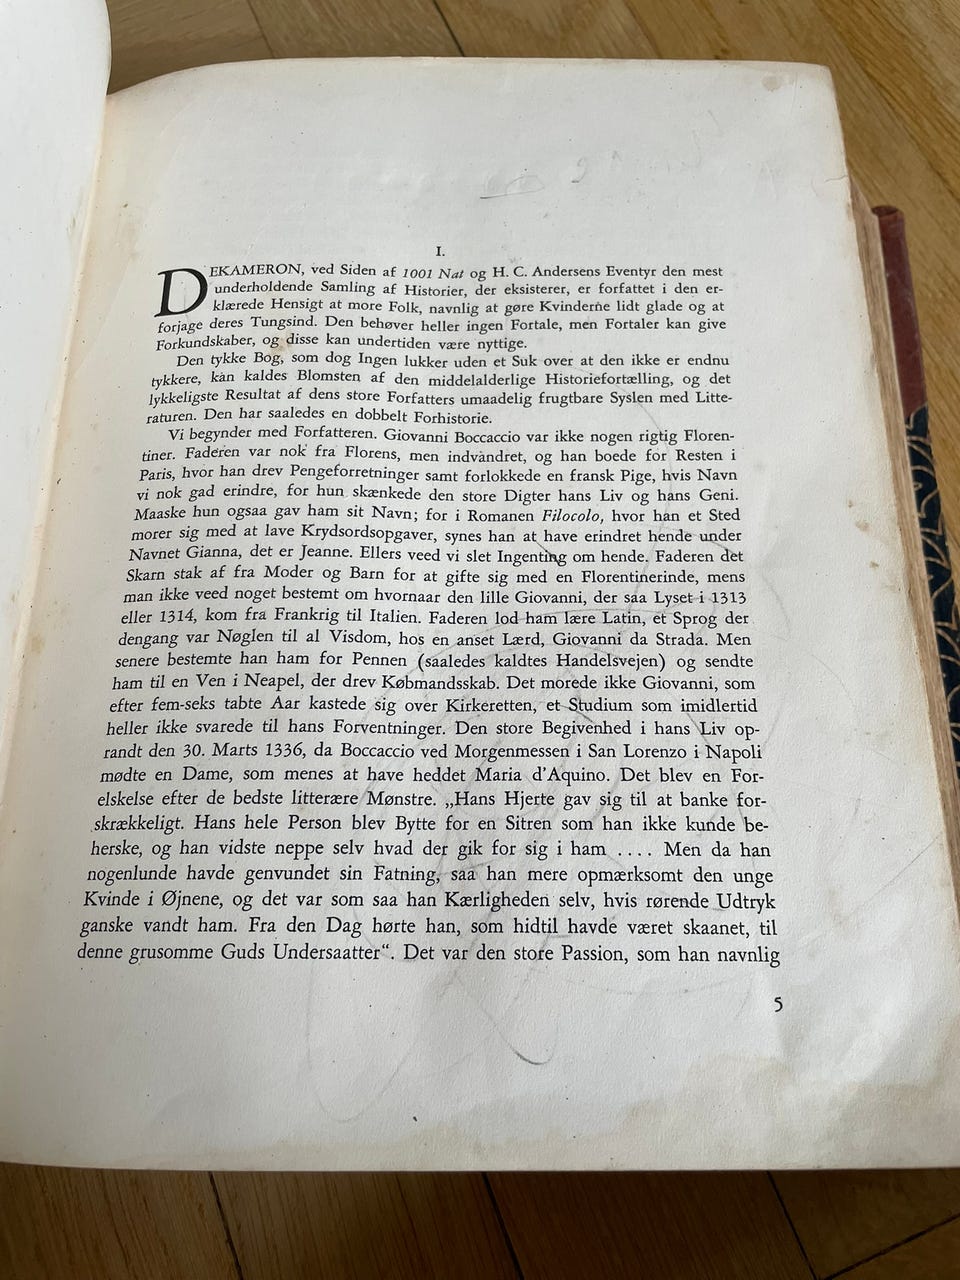 I.
DEKAMERON, ved Siden af 1001 Nat og H. C. Andersens Eventyr den mest
underholdende Samling af Historier, der eksisterer, er forfattet i den er-
klærede Hensigt at more Folk, navnlig at gøre Kvinderne lidt glade og at
forjage deres Tungsind. Den behøver heller ingen Fortale, men Fortaler kan give
Forkundskaber, og disse kan undertiden være nyttige.
Den tykke Bog, som dog Ingen lukker uden et Suk over at den ikke er endnu
tykkere, kan kaldes Blomsten af den middelalderlige Historiefortælling, og det
lykkeligste Resultat af dens store Forfatters umaadelig frugtbare Syslen med Litte-
raturen. Den har saaledes en dobbelt Forhistorie.
Vi begynder med Forfatteren. Giovanni Boccaccio var ikke nogen rigtig Floren-
tiner. Faderen var nok fra Florens, men indvandret, og han boede for Resten i
Paris, hvor han drev Pengeforretninger samt forlokkede en fransk Pige, hvis Navn
vi nok gad erindre, for hun skænkede den store Digter hans Liv og hans Geni.
Maaske hun ogsaa gav ham sit Navn; for i Romanen Filocolo, hvor han et Sted
morer sig med at lave Krydsordsopgaver, synes han at have erindret hende under
Navnet Gianna, det er Jeanne. Ellers veed vi slet Ingenting om hende. Faderen det
Skarn stak af fra Moder og Barn for at gifte sig med en Florentinerinde, mens
man ikke veed noget bestemt om hvornaar den lille Giovanni, der saa Lyset i 1313
eller 1314, kom fra Frankrig til Italien. Faderen lod ham lære Latin, et Sprog der
dengang var Nøglen til al Visdom, hos en anset Lærd, Giovanni da Strada. Men
senere bestemte han ham for Pennen (saaledes kaldtes Handelsvejen) og sendte
ham til en Ven i Neapel, der drev Købmandsskab. Det morede ikke Giovanni, som
efter fem-seks tabte Aar kastede sig over Kirkeretten, et Studium som imidlertid
heller ikke svarede til hans Forventninger. Den store Begivenhed i hans Liv op-
randt den 30. Marts 1336, da Boccaccio ved Morgenmessen i San Lorenzo i Napoli
mødte en Dame, som menes at have heddet Maria d'Aquino. Det blev en For-
elskelse efter de bedste litterære Mønstre. „Hans Hjerte gav sig til at banke for-
skrækkeligt. Hans hele Person blev Bytte for en Sitren som han ikke kunde be-
herske, og han vidste neppe selv hvad der gik for sig i ham .... Men da han
nogenlunde havde genvundet sin Fatning, saa han mere opmærksomt den unge
Kvinde i Øjnene, og det var som saa han Kærligheden selv, hvis rørende Udtryk
ganske vandt ham. Fra den Dag hørte han, som hidtil havde været skaanet, til
denne grusomme Guds Undersaatter“. Det var den store Passion, som han navnlig
5